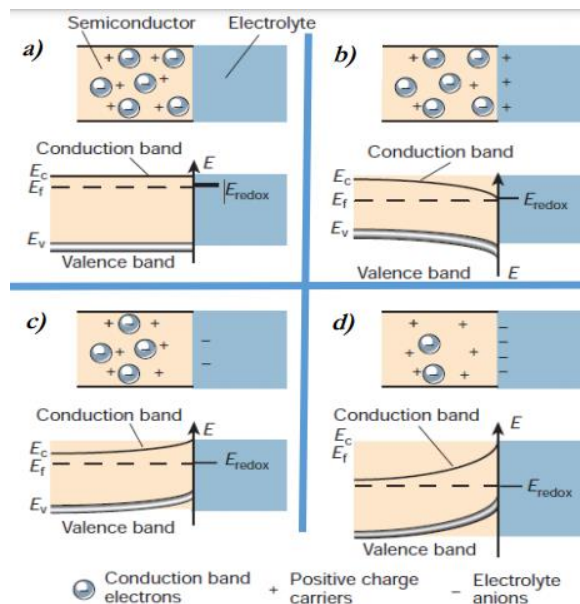 a)
Semiconductor
Electrolyte
+ - + -
- + - +
+ - + -
Conduction band
E
Ec
Ef
Eredox
Ev
Valence band
b)
+ - + - +
- + - + +
+ - + - +
Conduction band
Ec
Ef
Eredox
Ev
Valence band
E
c)
+ - + -
- + - +
+ - + -
Conduction band
E
Ec
Ef
Eredox
Ev
Valence band
d)
+ + -
+ - + -
+ - + -
Conduction band
E
Ec
Ef
Eredox
Valence band
- Conduction band
electrons
+ Positive charge
carriers
- Electrolyte
anions